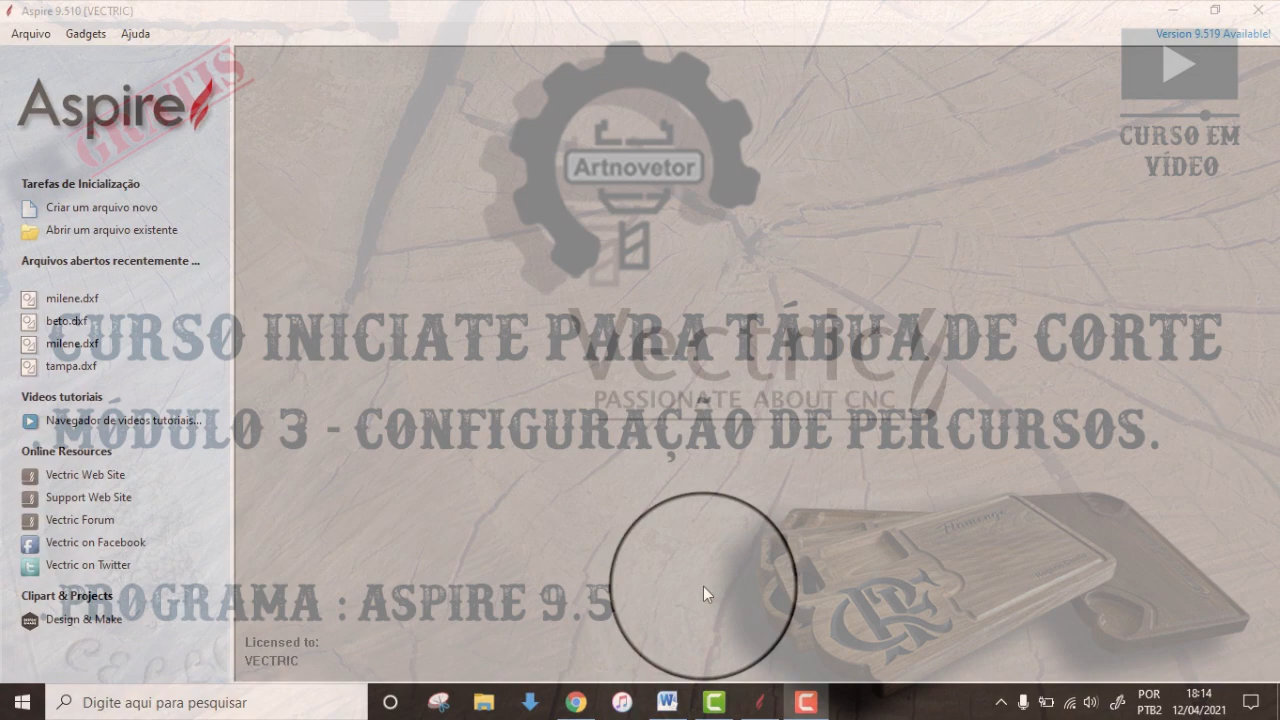 Aspire 9.510 [VECTRIC]
Arquivo Gadgets Ajuda
Version 9.519 Available!
Aspire
GRATIS
CURSO EM
VÍDEO
Artnovetor
Tarefas de Inicialização
Criar um arquivo novo
Abrir um arquivo existente
Arquivos abertos recentemente ...
milene.dxf
beto.dxf
milene.dxf
tampa.dxf
CURSO INICIATE PARA TÁBUA DE CORTE
Vectric
PASSIONATE ABOUT CNC
. MÓDULO 3 - CONFIGURAÇÃO DE PERCURSOS.
Videos tutoriais
Navegador de videos tutoriais...
Online Resources
Vectric Web Site
Support Web Site
Vectric Forum
Vectric on Facebook
Vectric on Twitter
Clipart & Projects
Design & Make
.PROGRAMA : ASPIRE 9.5
Flamengo
Licensed to:
VECTRIC
Digite aqui para pesquisar
POR
PTB2
18:14
12/04/2021